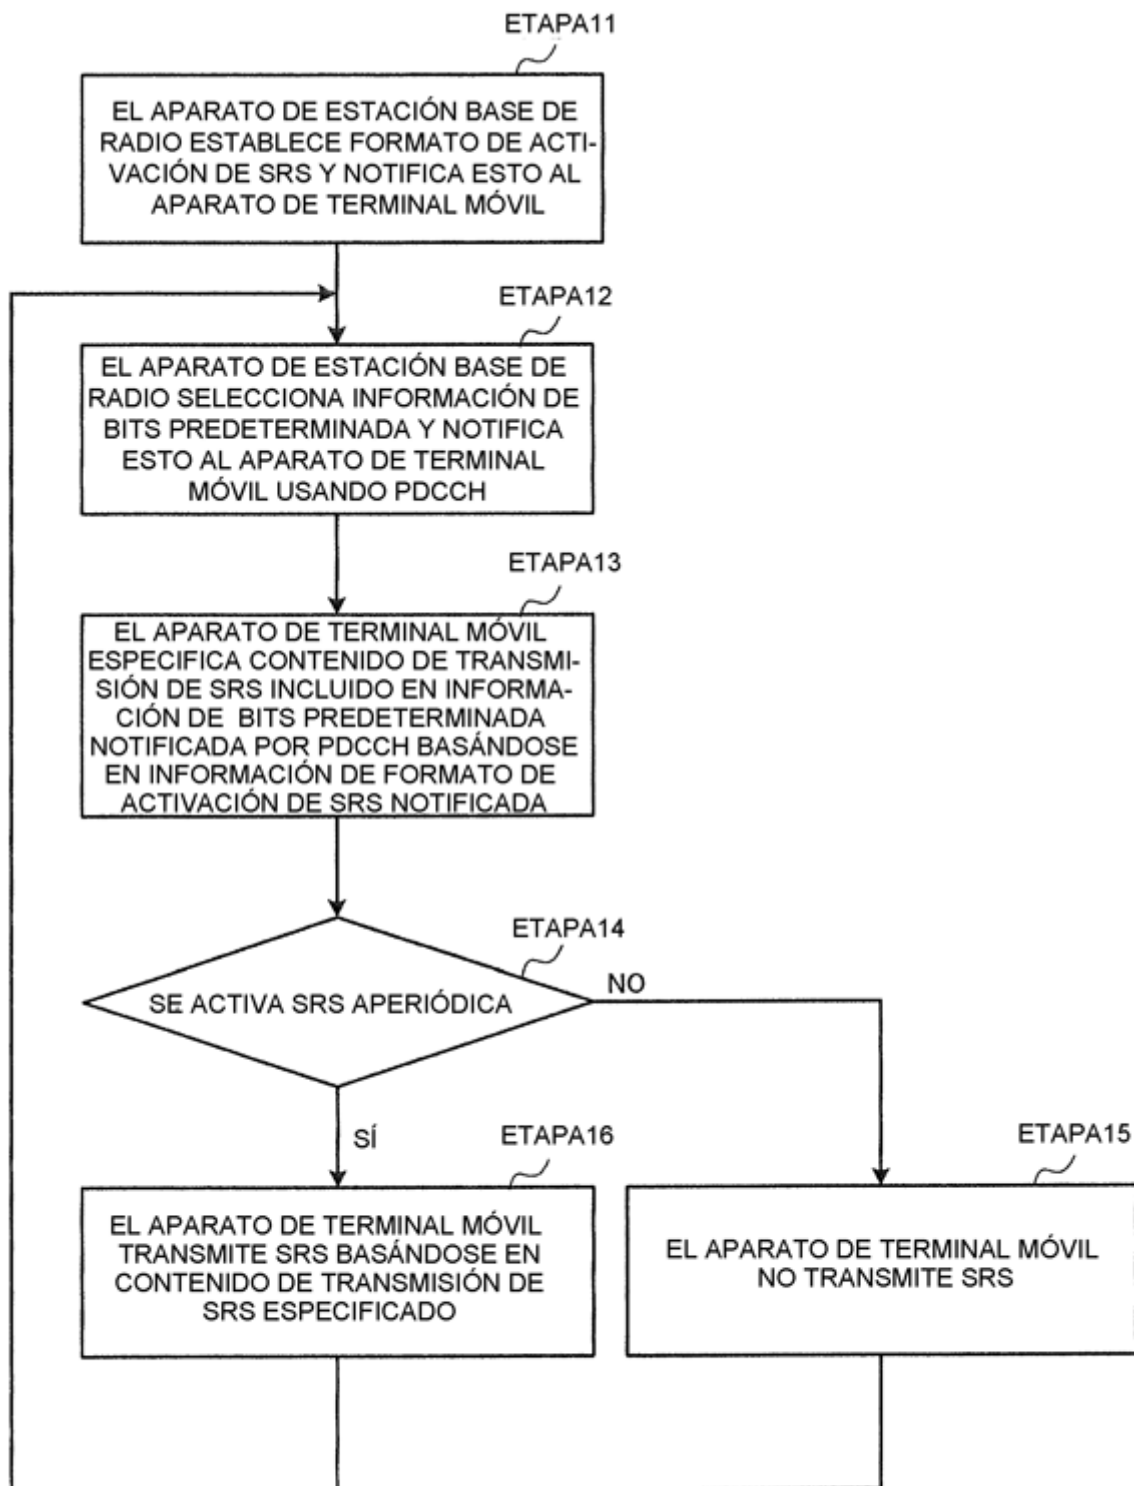 ETAPA11
EL APARATO DE ESTACIÓN BASE DE
RADIO ESTABLECE FORMATO DE ACTI-
VACIÓN DE SRS Y NOTIFICA ESTO AL
APARATO DE TERMINAL MÓVIL
ETAPA12
EL APARATO DE ESTACIÓN BASE DE
RADIO SELECCIONA INFORMACIÓN DE
BITS PREDETERMINADA Y NOTIFICA
ESTO AL APARATO DE TERMINAL
MÓVIL USANDO PDCCH
ETAPA13
EL APARATO DE TERMINAL MÓVIL
ESPECIFICA CONTENIDO DE TRANSMI-
SIÓN DE SRS INCLUIDO EN INFORMA-
CIÓN DE BITS PREDETERMINADA
NOTIFICADA POR PDCCH BASÁNDOSE
EN INFORMACIÓN DE FORMATO DE
ACTIVACIÓN DE SRS NOTIFICADA
ETAPA14
SE ACTIVA SRS APERIÓDICA
NO
SÍ
ETAPA16
EL APARATO DE TERMINAL MÓVIL
TRANSMITE SRS BASÁNDOSE EN
CONTENIDO DE TRANSMISIÓN DE
SRS ESPECIFICADO
ETAPA15
EL APARATO DE TERMINAL MÓVIL
NO TRANSMITE SRS